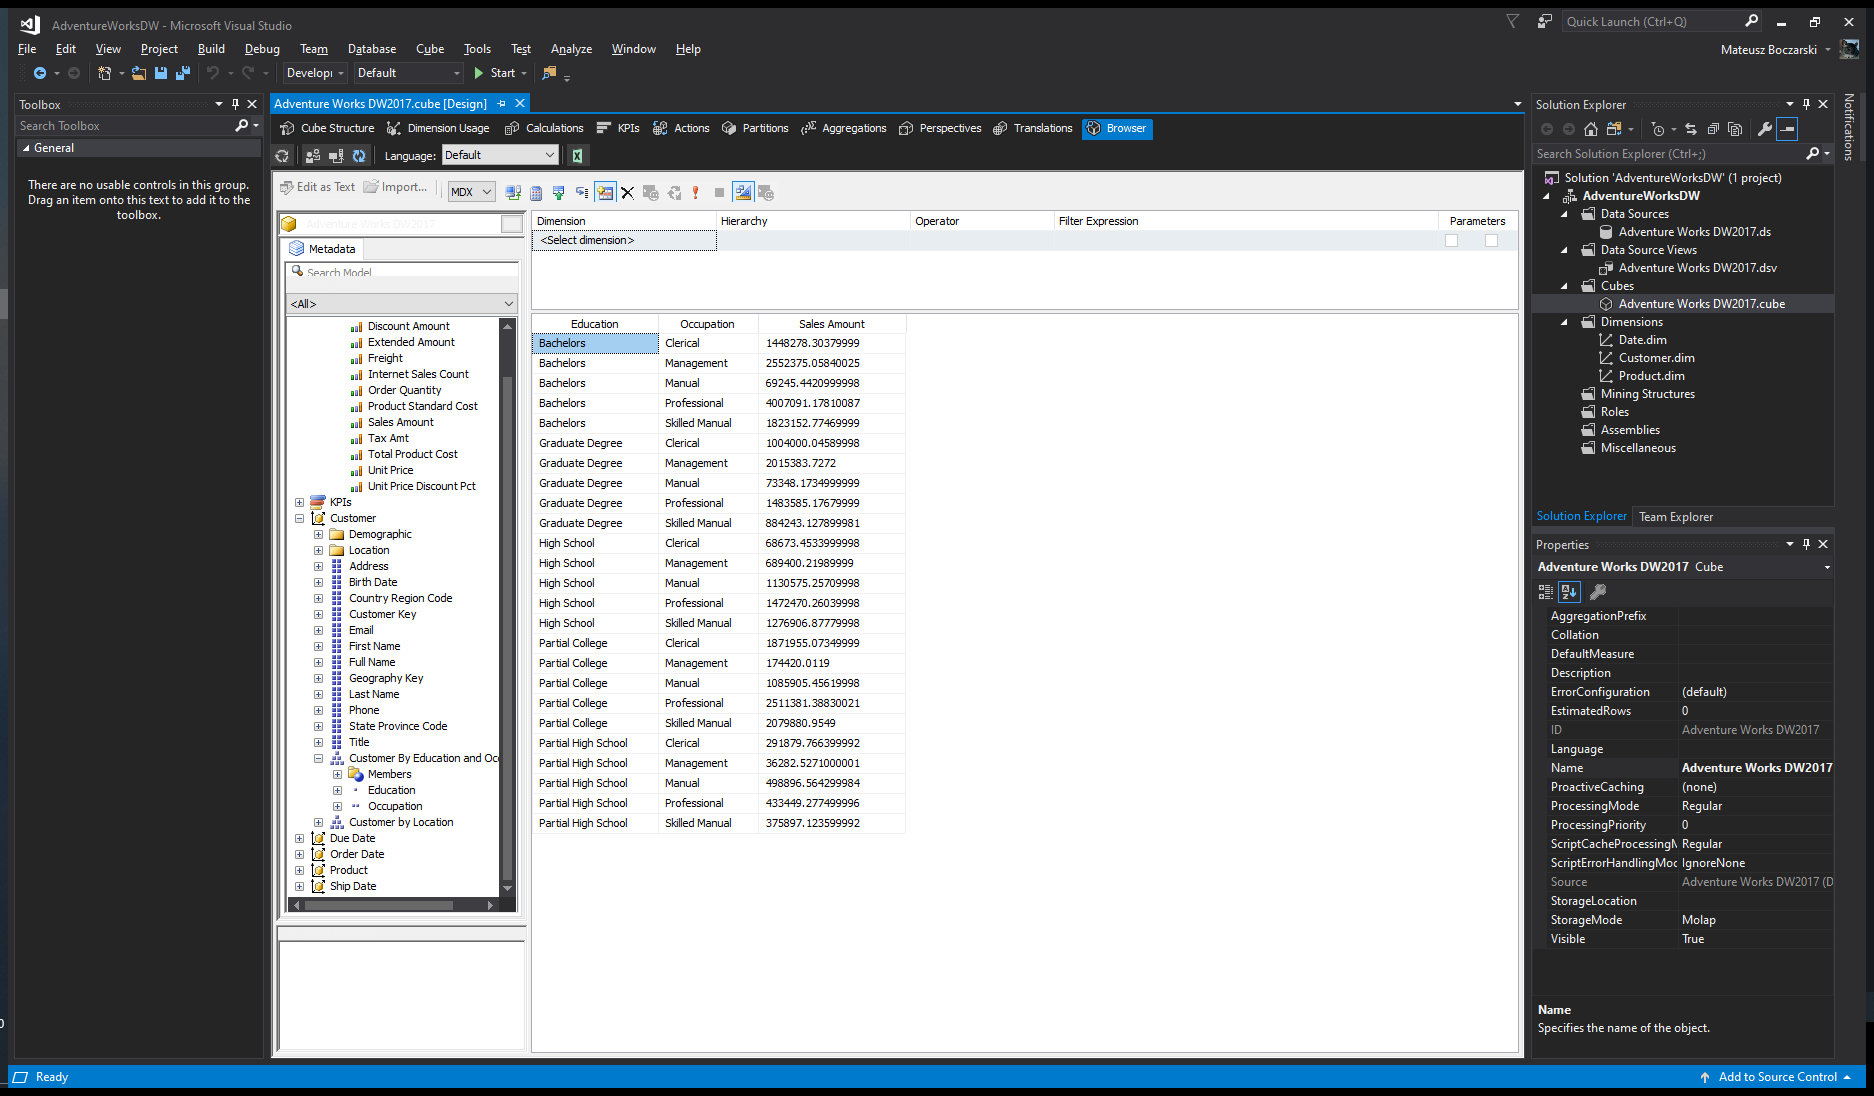 AdventureWorksDW - Microsoft Visual Studio
Quick Launch (Ctrl+Q)
File Edit View Project Build Debug Team Database Cube Tools Test Analyze Window Help
Mateusz Boczarski
Develop Default Start
Toolbox
Search Toolbox
General
There are no usable controls in this group.
Drag an item onto this text to add it to the
toolbox.
Adventure Works DW2017.cube [Design]
Cube Structure Dimension Usage Calculations KPIs Actions Partitions Aggregations Perspectives Translations Browser
Language: Default
Edit as Text Import... MDX
Adventure Works DW2017
Metadata
Search Model
<All>
Discount Amount
Extended Amount
Freight
Internet Sales Count
Order Quantity
Product Standard Cost
Sales Amount
Tax Amt
Total Product Cost
Unit Price
Unit Price Discount Pct
KPIs
Customer
Demographic
Location
Address
Birth Date
Country Region Code
Customer Key
Email
First Name
Full Name
Geography Key
Last Name
Phone
State Province Code
Title
Customer By Education and Occ
Members
Education
Occupation
Customer by Location
Due Date
Order Date
Product
Ship Date
Dimension Hierarchy Operator Filter Expression Parameters
<Select dimension>
Education Occupation Sales Amount
Bachelors Clerical 1448278.30379999
Bachelors Management 2552375.05840025
Bachelors Manual 69245.4420999998
Bachelors Professional 4007091.17810087
Bachelors Skilled Manual 1823152.77469999
Graduate Degree Clerical 1004000.04589998
Graduate Degree Management 2015383.7272
Graduate Degree Manual 73348.1734999999
Graduate Degree Professional 1483585.17679999
Graduate Degree Skilled Manual 884243.127899981
High School Clerical 68673.4533999998
High School Management 689400.21989999
High School Manual 1130575.25709998
High School Professional 1472470.26039998
High School Skilled Manual 1276906.87779998
Partial College Clerical 1871955.07349999
Partial College Management 174420.0119
Partial College Manual 1085905.45619998
Partial College Professional 2511381.38830021
Partial College Skilled Manual 2079880.9549
Partial High School Clerical 291879.766399992
Partial High School Management 36282.5271000001
Partial High School Manual 498896.564299984
Partial High School Professional 433449.277499996
Partial High School Skilled Manual 375897.123599992
Solution Explorer
Search Solution Explorer (Ctrl+;)
Solution 'AdventureWorksDW' (1 project)
AdventureWorksDW
Data Sources
Adventure Works DW2017.ds
Data Source Views
Adventure Works DW2017.dsv
Cubes
Adventure Works DW2017.cube
Dimensions
Date.dim
Customer.dim
Product.dim
Mining Structures
Roles
Assemblies
Miscellaneous
Solution Explorer Team Explorer
Notifications
Properties
Adventure Works DW2017 Cube
AggregationPrefix
Collation
DefaultMeasure
Description
ErrorConfiguration (default)
EstimatedRows 0
ID Adventure Works DW2017
Language
Name Adventure Works DW2017
ProactiveCaching (none)
ProcessingMode Regular
ProcessingPriority 0
ScriptCacheProcessingM Regular
ScriptErrorHandlingMod IgnoreNone
Source Adventure Works DW2017 (D
StorageLocation
StorageMode Molap
Visible True
Name
Specifies the name of the object.
Ready
Add to Source Control